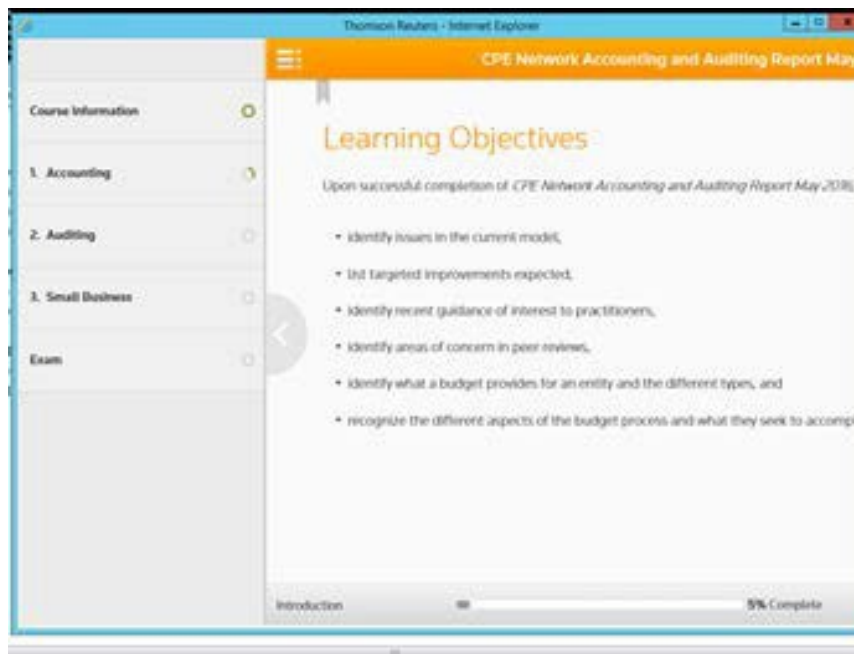 Thomson Reuters - Internet Explorer
CPE Network Accounting and Auditing Report May
Course Information
1. Accounting
2. Auditing
3. Small Business
Exam
Learning Objectives
Upon successful completion of CPE Network Accounting and Auditing Report May 2016,
• identify issues in the current model,
• list targeted improvements expected,
• identify recent guidance of interest to practitioners,
• identify areas of concern in peer reviews,
• identify what a budget provides for an entity and the different types, and
• recognize the different aspects of the budget process and what they seek to accompl
Introduction
5% Complete